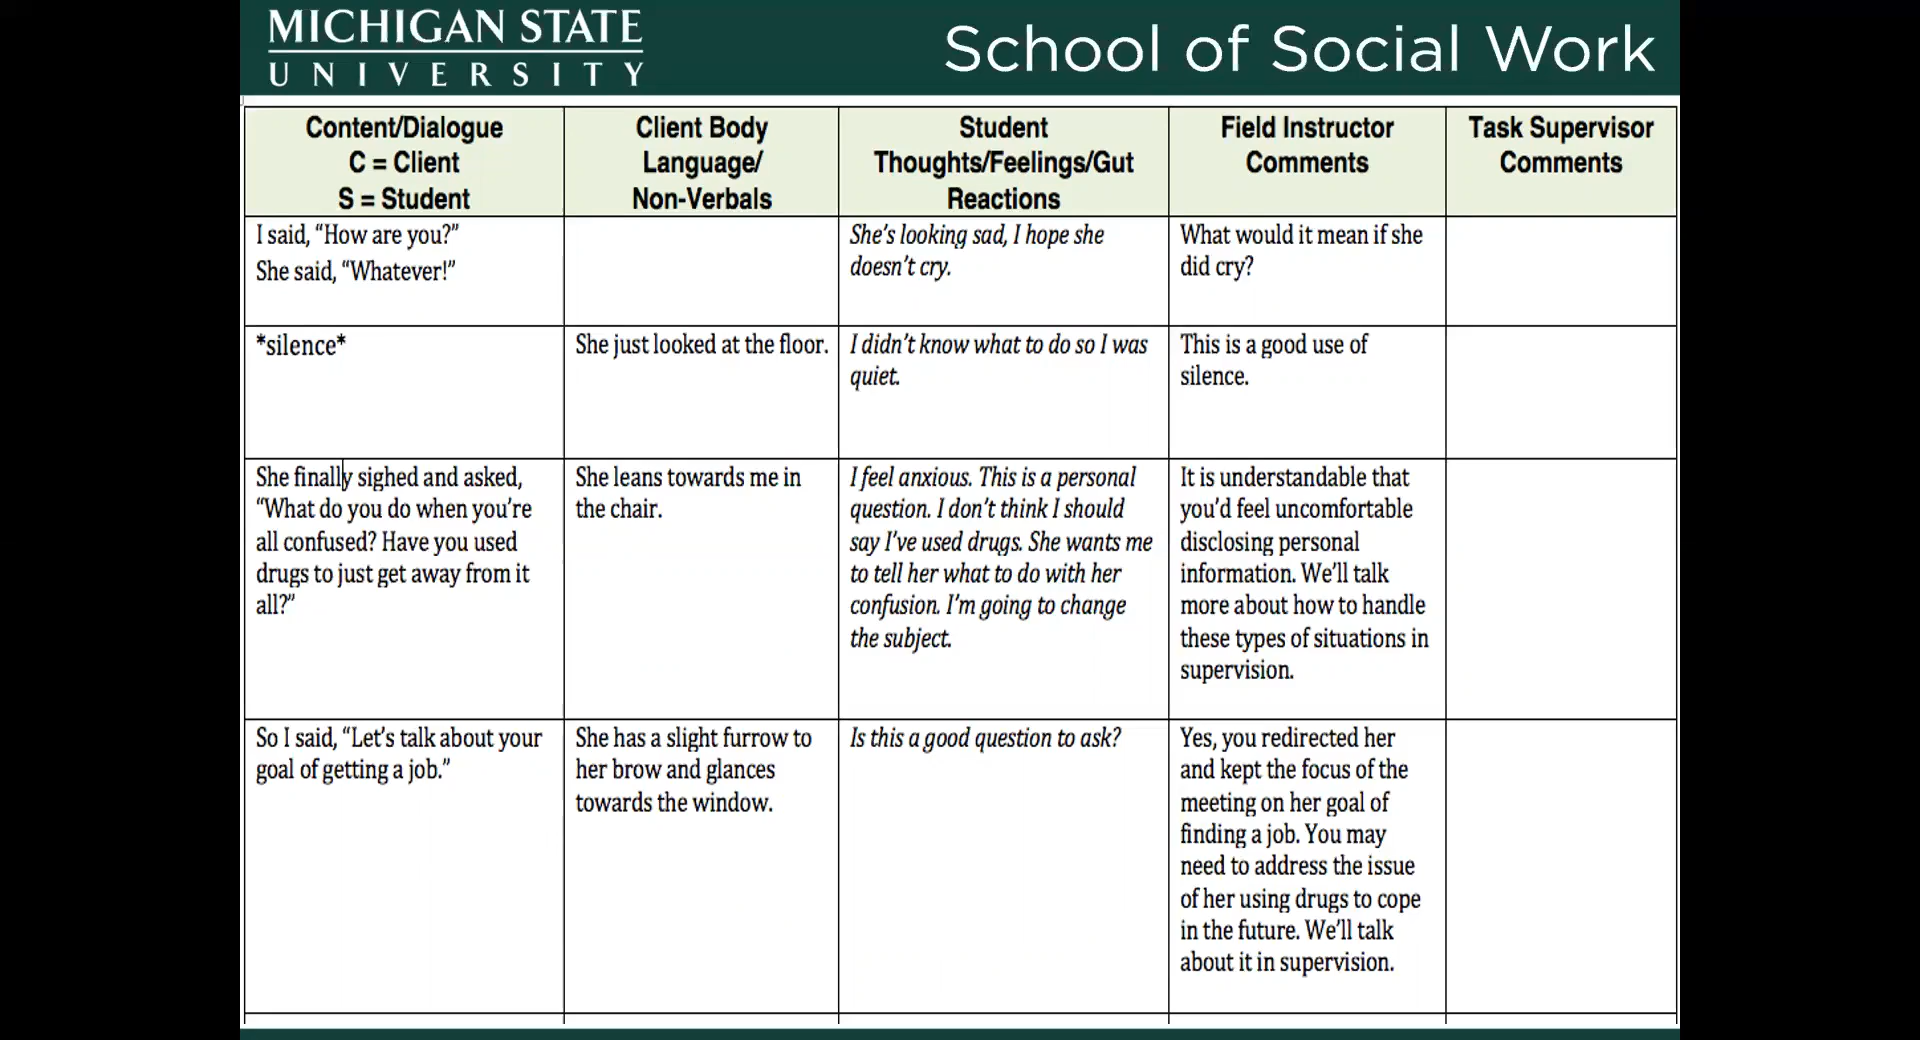 MICHIGAN STATE
UNIVERSITY
School of Social Work
Content/Dialogue
C = Client
S = Student
Client Body
Language/
Non-Verbals
Student
Thoughts/Feelings/Gut
Reactions
Field Instructor
Comments
Task Supervisor
Comments
I said, “How are you?”
She said, “Whatever!”
She’s looking sad, I hope she
doesn’t cry.
What would it mean if she
did cry?
*silence*
She just looked at the floor.
I didn’t know what to do so I was
quiet.
This is a good use of
silence.
She finally sighed and asked,
“What do you do when you’re
all confused? Have you used
drugs to just get away from it
all?”
She leans towards me in
the chair.
I feel anxious. This is a personal
question. I don’t think I should
say I’ve used drugs. She wants me
to tell her what to do with her
confusion. I’m going to change
the subject.
It is understandable that
you’d feel uncomfortable
disclosing personal
information. We’ll talk
more about how to handle
these types of situations in
supervision.
So I said, “Let’s talk about your
goal of getting a job.”
She has a slight furrow to
her brow and glances
towards the window.
Is this a good question to ask?
Yes, you redirected her
and kept the focus of the
meeting on her goal of
finding a job. You may
need to address the issue
of her using drugs to cope
in the future. We’ll talk
about it in supervision.